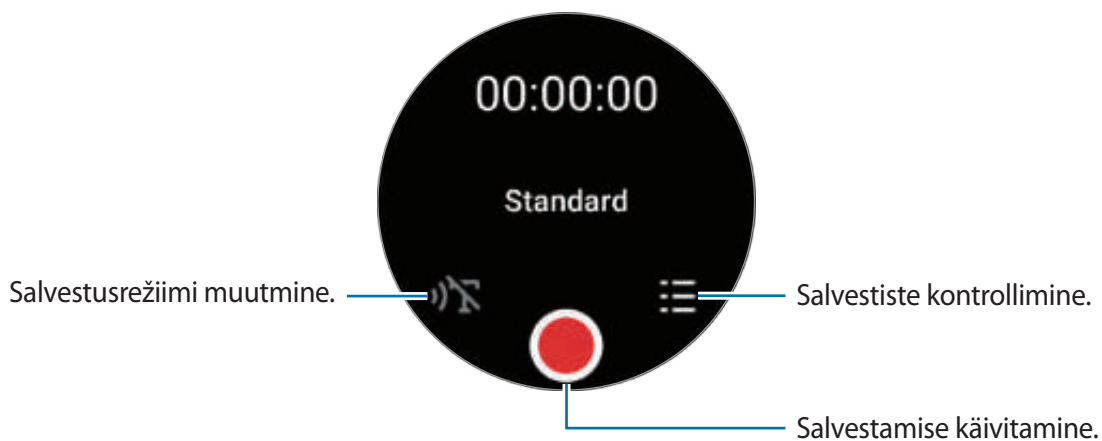 00:00:00
Standard
Salvestusrežiimi muutmine.
Salvestiste kontrollimine.
Salvestamise käivitamine.